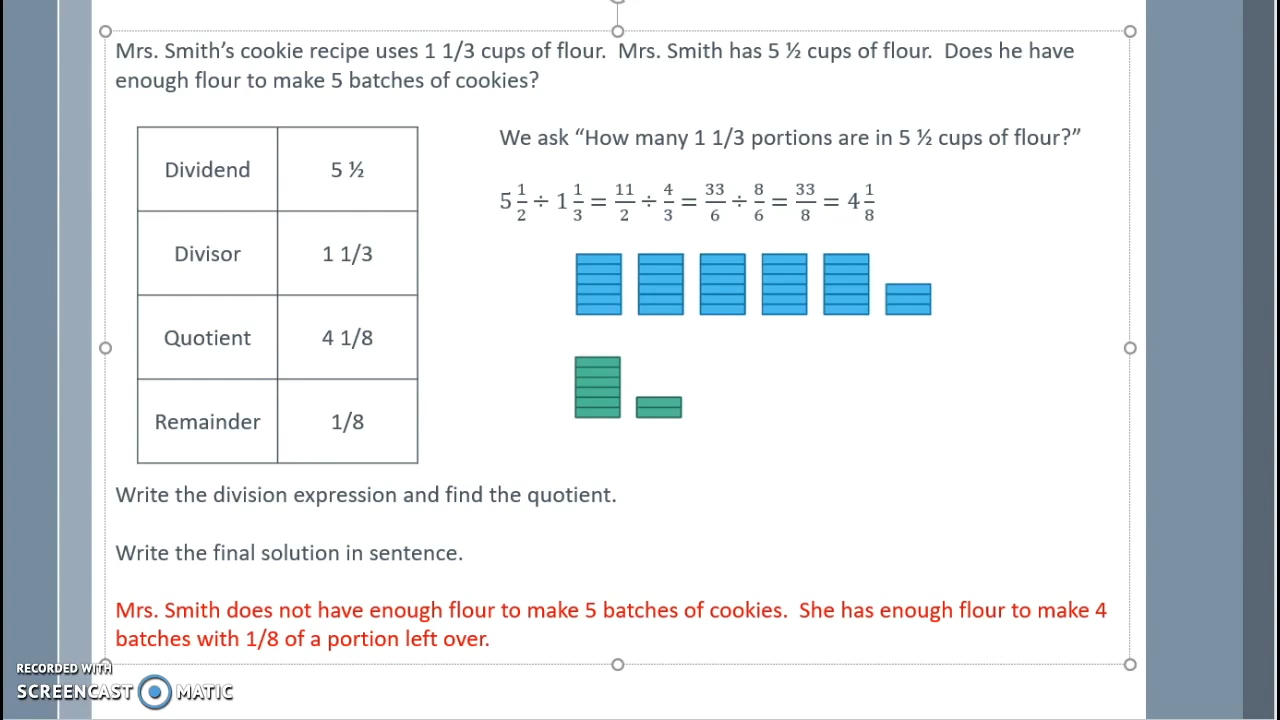 Mrs. Smith’s cookie recipe uses 1 1/3 cups of flour.  Mrs. Smith has 5 ½ cups of flour.  Does he have
enough flour to make 5 batches of cookies?
We ask “How many 1 1/3 portions are in 5 ½ cups of flour?”
5 1/2 ÷ 1 1/3 = 11/2 ÷ 4/3 = 33/6 ÷ 8/6 = 33/8 = 4 1/8
Dividend 5 ½
Divisor 1 1/3
Quotient 4 1/8
Remainder 1/8
Write the division expression and find the quotient.
Write the final solution in sentence.
Mrs. Smith does not have enough flour to make 5 batches of cookies.  She has enough flour to make 4
batches with 1/8 of a portion left over.
RECORDED WITH
SCREENCAST MATIC